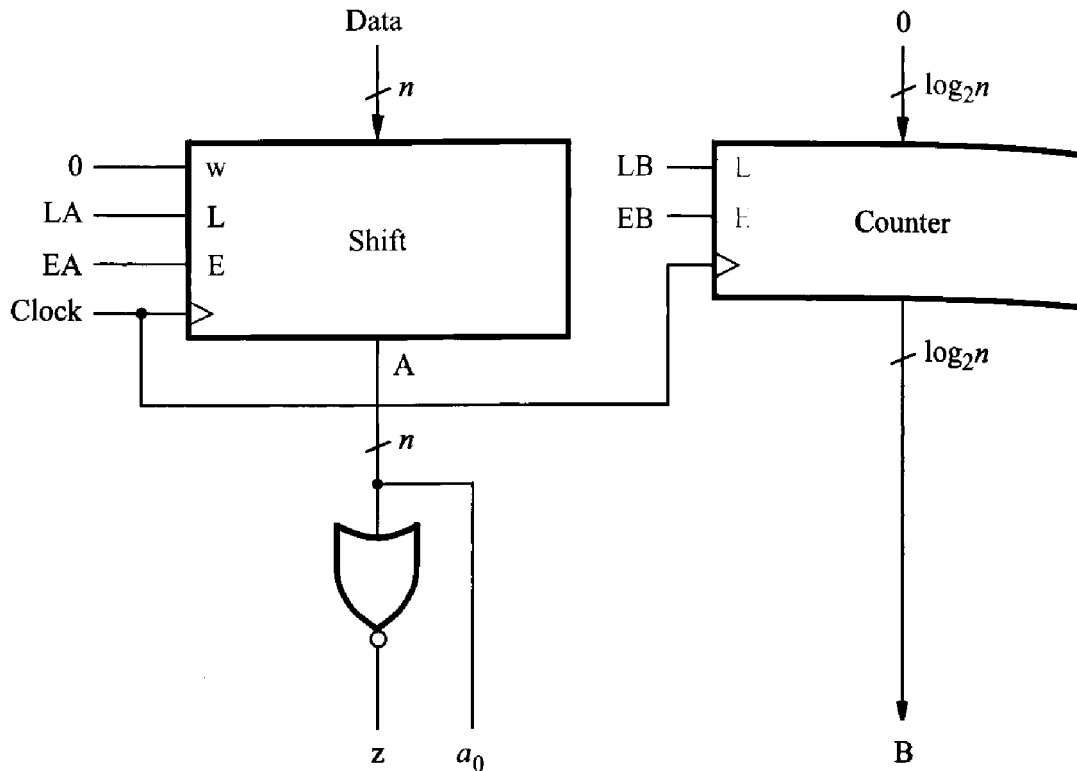 Data
0
n
log₂n
0
w
LB
L
LA
L
Shift
EB
E
Counter
EA
E
Clock
A
log₂n
n
z
a₀
B